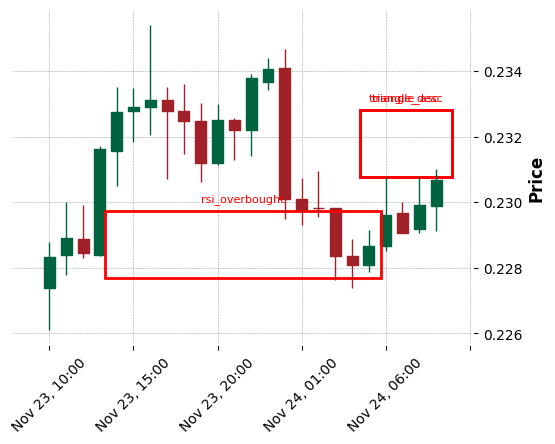 rsi_overbought
0.234
0.232
0.230
0.228
0.226
Price
Nov 23, 10:00
Nov 23, 15:00
Nov 23, 20:00
Nov 24, 01:00
Nov 24, 06:00